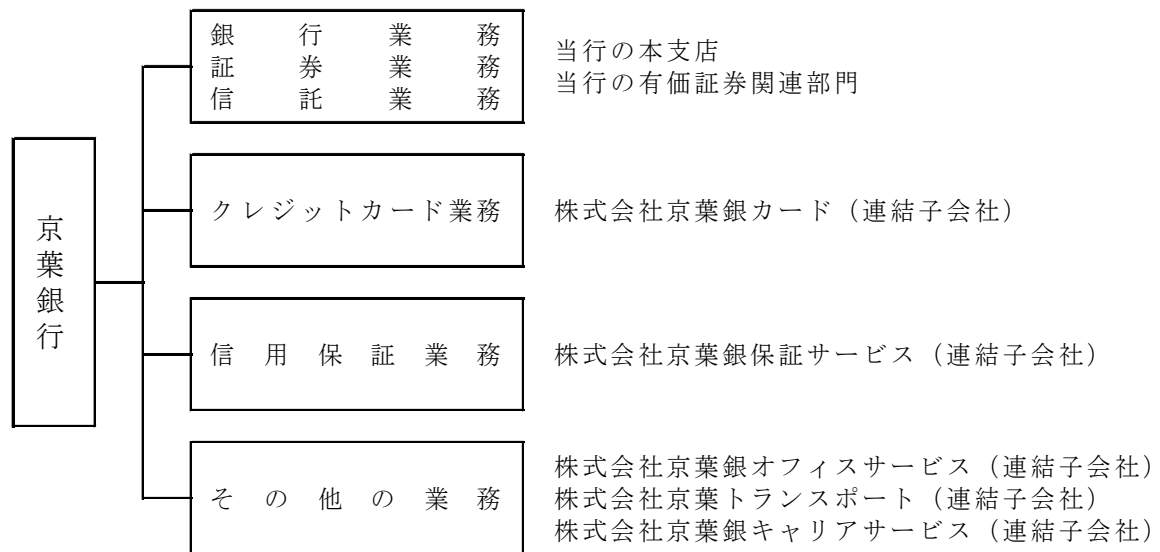 京葉銀行
銀行業務
証券業務
信託業務
当行の本支店
当行の有価証券関連部門
クレジットカード業務
株式会社京葉銀カード（連結子会社）
信用保証業務
株式会社京葉銀保証サービス（連結子会社）
その他の業務
株式会社京葉銀オフィスサービス（連結子会社）
株式会社京葉トランスポート（連結子会社）
株式会社京葉銀キャリアサービス（連結子会社）